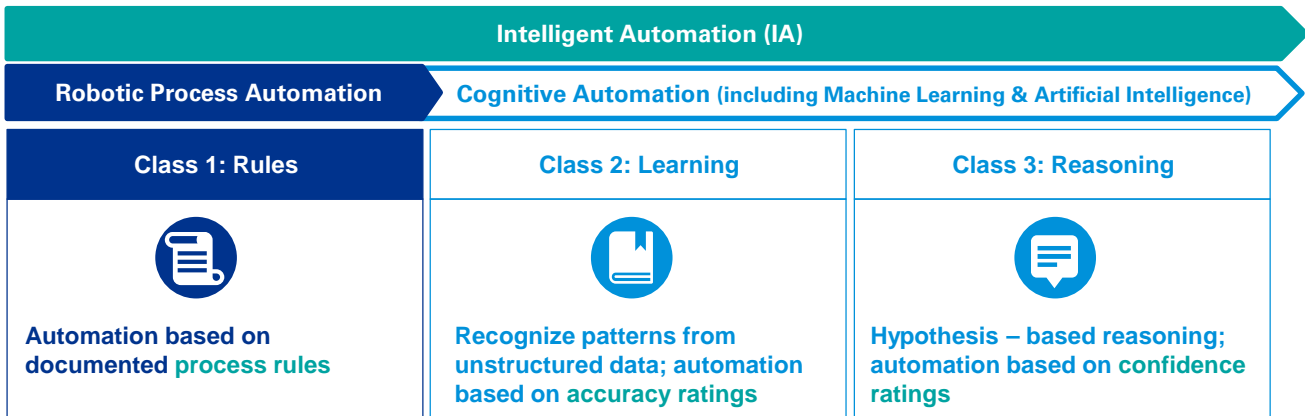 Intelligent Automation (IA)
Robotic Process Automation
Cognitive Automation (including Machine Learning & Artificial Intelligence)
Class 1: Rules
Class 2: Learning
Class 3: Reasoning
Automation based on
documented process rules
Recognize patterns from
unstructured data; automation
based on accuracy ratings
Hypothesis – based reasoning;
automation based on confidence
ratings